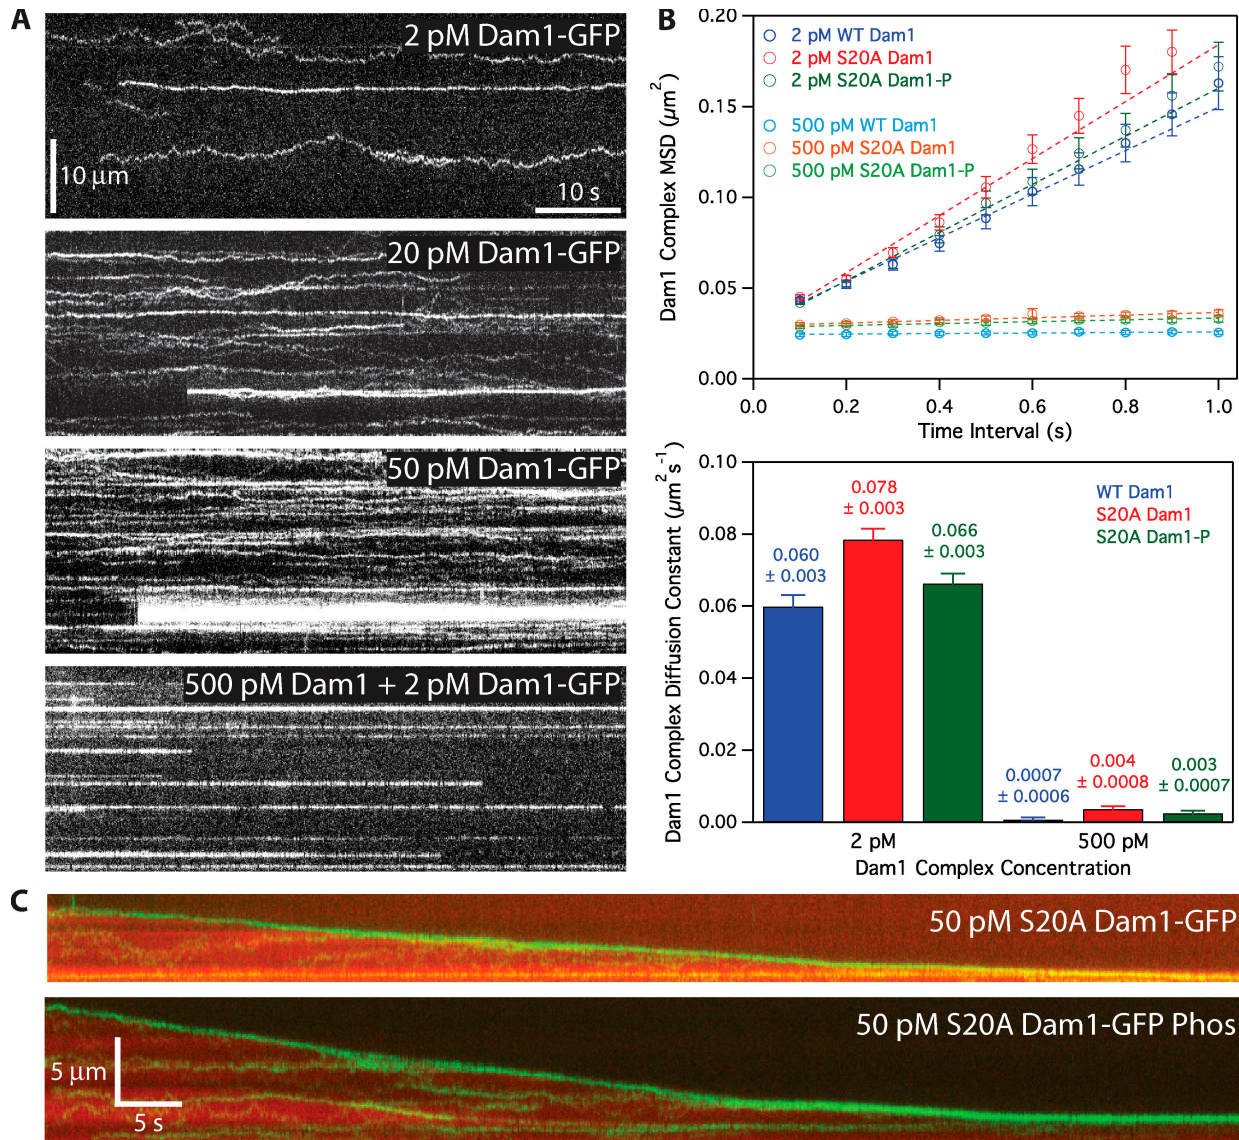 A
2 pM Dam1-GFP
10 µm
10 s
20 pM Dam1-GFP
50 pM Dam1-GFP
500 pM Dam1 + 2 pM Dam1-GFP
B
Dam1 Complex MSD (µm²)
0.20
0.15
0.10
0.05
0.00
2 pM WT Dam1
2 pM S20A Dam1
2 pM S20A Dam1-P
500 pM WT Dam1
500 pM S20A Dam1
500 pM S20A Dam1-P
0.0 0.2 0.4 0.6 0.8 1.0
Time Interval (s)
Dam1 Complex Diffusion Constant (µm²s⁻¹)
0.10
0.08
0.06
0.04
0.02
0.00
WT Dam1
S20A Dam1
S20A Dam1-P
0.060
± 0.003
0.078
± 0.003
0.066
± 0.003
0.0007
± 0.0006
0.004
± 0.0008
0.003
± 0.0007
2 pM 500 pM
Dam1 Complex Concentration
C
50 pM S20A Dam1-GFP
50 pM S20A Dam1-GFP Phos
5 µm
5 s